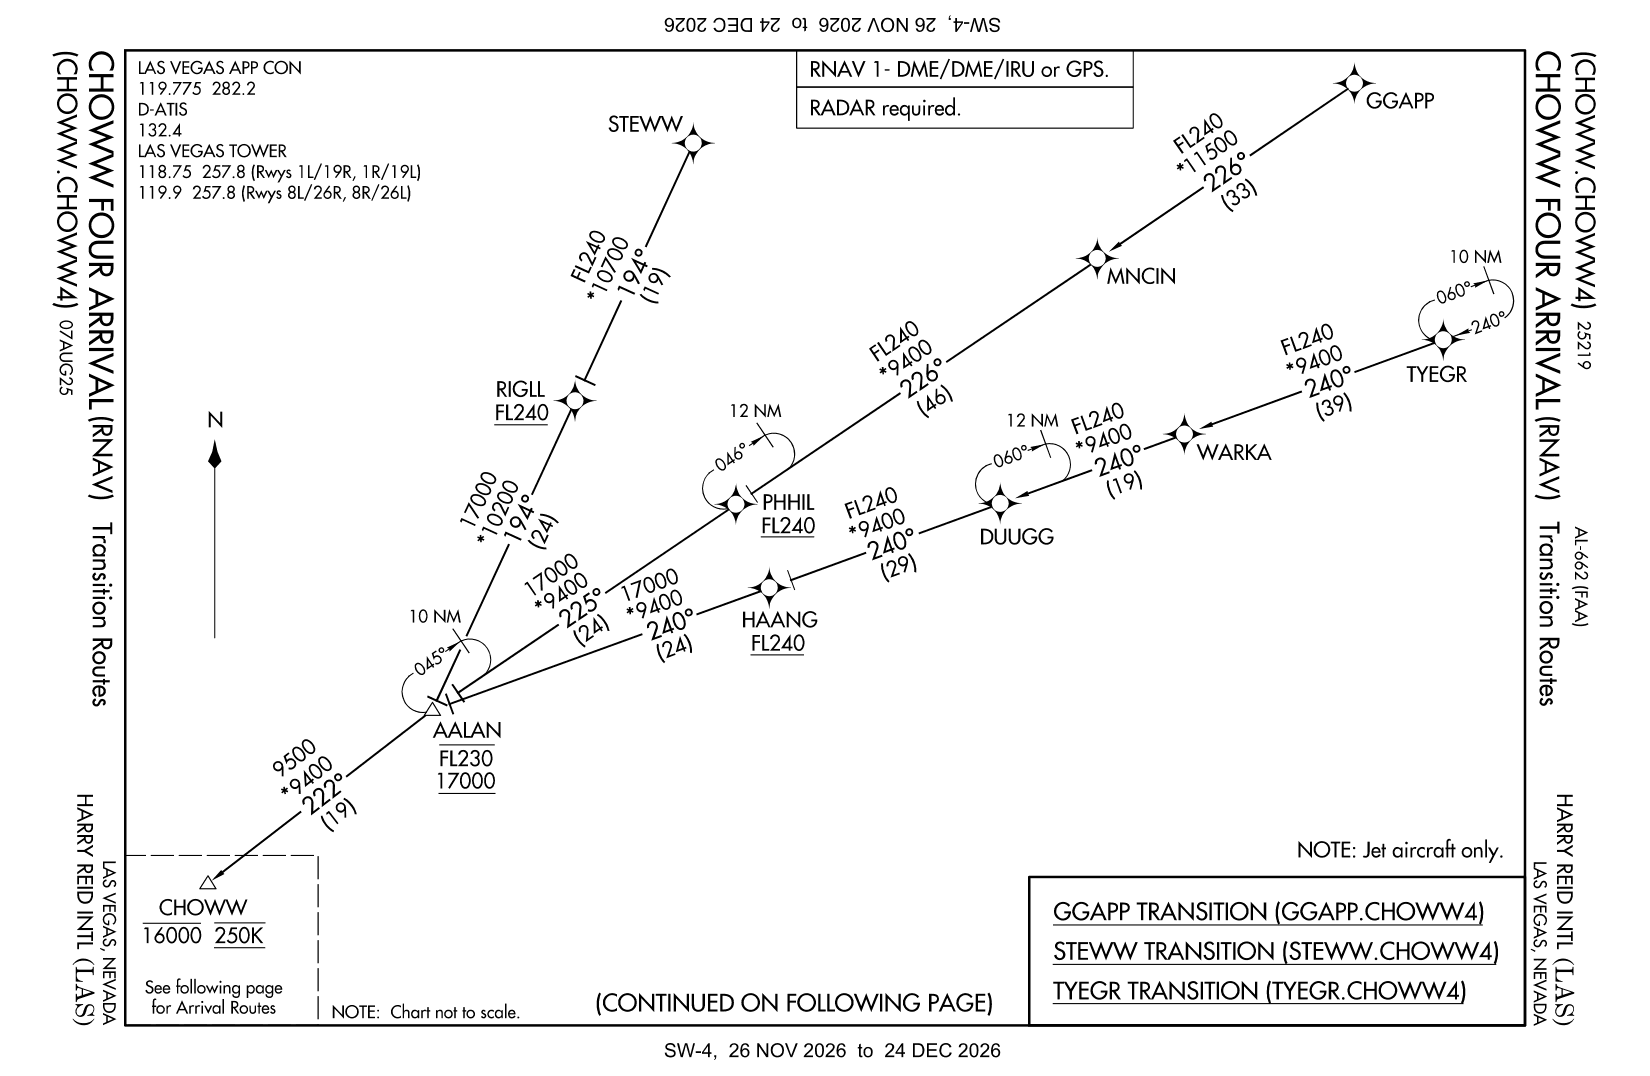 SW-4, 26 NOV 2026 to 24 DEC 2026
(CHOWW.CHOWW4) 07AUG25
CHOWW FOUR ARRIVAL (RNAV) Transition Routes
HARRY REID INTL (LAS)
LAS VEGAS, NEVADA
(CHOWW.CHOWW4) 25219
AL-662 (FAA)
CHOWW FOUR ARRIVAL (RNAV) Transition Routes
HARRY REID INTL (LAS)
LAS VEGAS, NEVADA
LAS VEGAS APP CON
119.775 282.2
D-ATIS
132.4
LAS VEGAS TOWER
118.75 257.8 (Rwys 1L/19R, 1R/19L)
119.9 257.8 (Rwys 8L/26R, 8R/26L)
RNAV 1- DME/DME/IRU or GPS.
RADAR required.
GGAPP
FL240
*11500
226°
(33)
STEWW
FL240
*10700
194°
(19)
MNCIN
10 NM
060°
240°
TYEGR
FL240
*9400
240°
(39)
FL240
*9400
226°
(46)
RIGLL
FL240
12 NM
046°
12 NM
060°
FL240
*9400
240°
(19)
WARKA
N
17000
*10200
194°
(24)
PHHIL
FL240
FL240
*9400
240°
(29)
DUUGG
17000
*9400
225°
(24)
17000
*9400
240°
(24)
HAANG
FL240
10 NM
045°
AALAN
FL230
17000
9500
*9400
222°
(19)
CHOWW
16000 250K
See following page
for Arrival Routes
NOTE: Chart not to scale.
(CONTINUED ON FOLLOWING PAGE)
NOTE: Jet aircraft only.
GGAPP TRANSITION (GGAPP.CHOWW4)
STEWW TRANSITION (STEWW.CHOWW4)
TYEGR TRANSITION (TYEGR.CHOWW4)
SW-4, 26 NOV 2026 to 24 DEC 2026